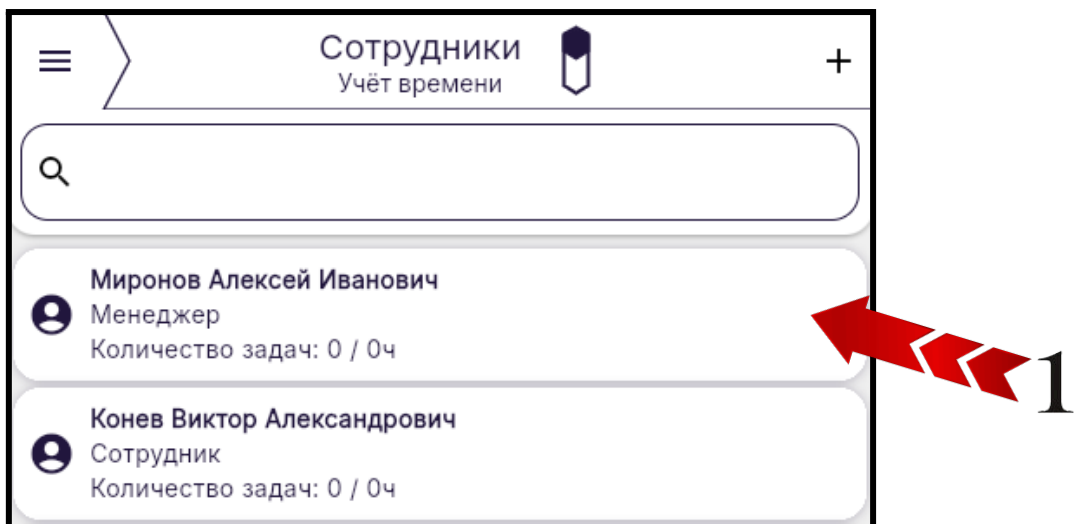 Сотрудники
Учёт времени
Миронов Алексей Иванович
Менеджер
Количество задач: 0 / 0ч
1
Конев Виктор Александрович
Сотрудник
Количество задач: 0 / 0ч